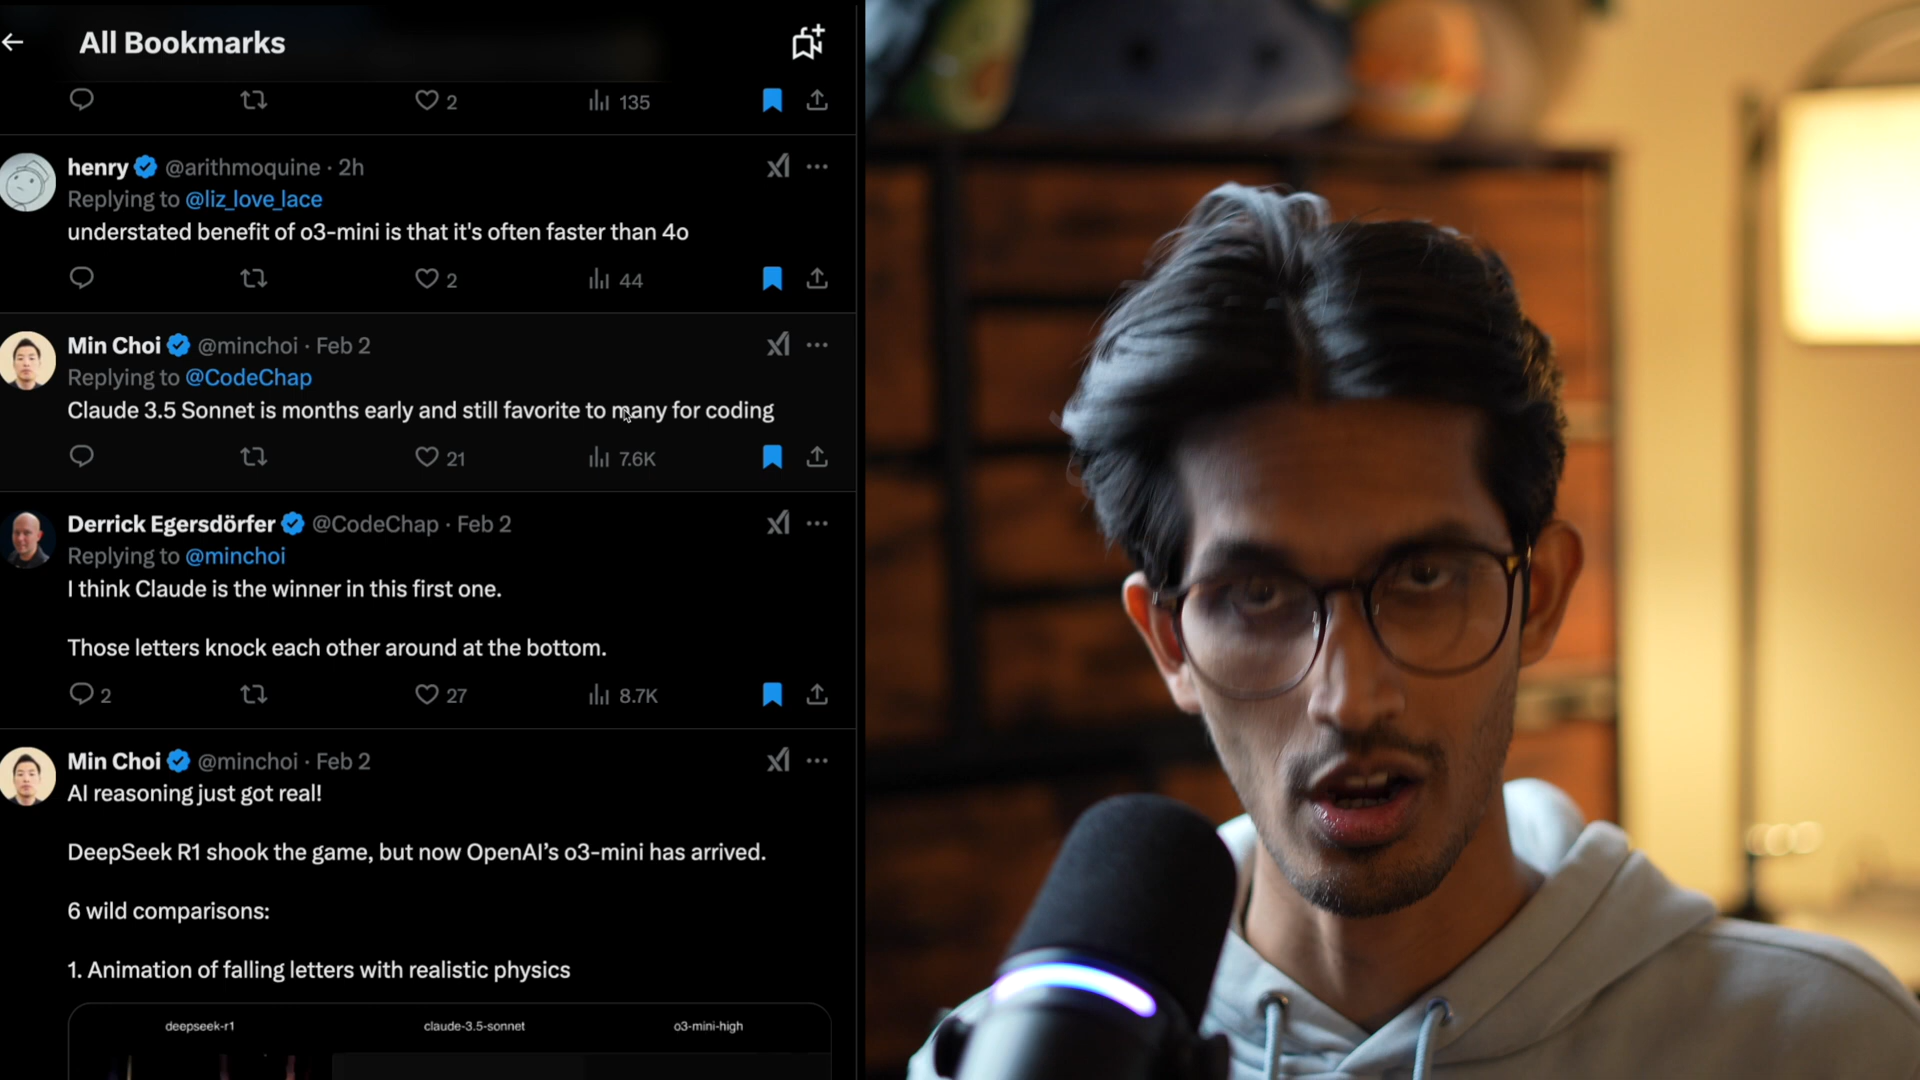 All Bookmarks
2
135
henry @arithmoquine · 2h
Replying to @liz_love_lace
understated benefit of o3-mini is that it's often faster than 4o
2
44
Min Choi @minchoi · Feb 2
Replying to @CodeChap
Claude 3.5 Sonnet is months early and still favorite to many for coding
21
7.6K
Derrick Egersdörfer @CodeChap · Feb 2
Replying to @minchoi
I think Claude is the winner in this first one.
Those letters knock each other around at the bottom.
2
27
8.7K
Min Choi @minchoi · Feb 2
AI reasoning just got real!
DeepSeek R1 shook the game, but now OpenAI’s o3-mini has arrived.
6 wild comparisons:
1. Animation of falling letters with realistic physics
deepseek-r1
claude-3.5-sonnet
o3-mini-high